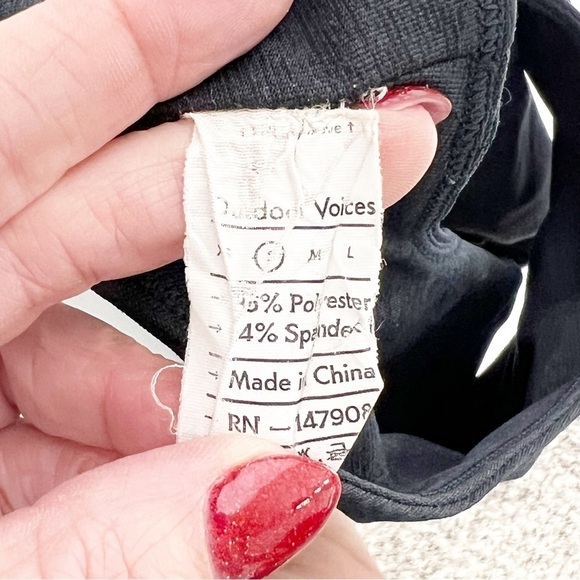 Outdoor Voices
S M L
% Polyester
4% Spandex
Made in China
RN – 147908